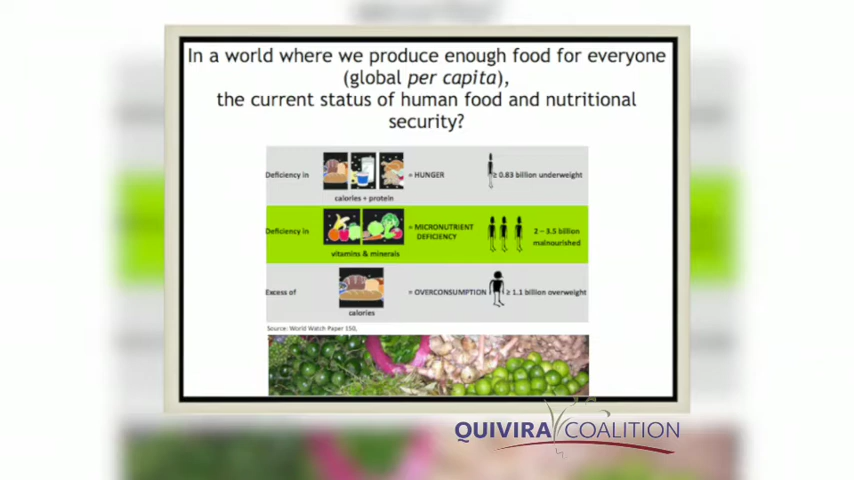 In a world where we produce enough food for everyone
(global per capita),
the current status of human food and nutritional
security?
Deficiency in
= HUNGER
≥ 0.83 billion underweight
calories + protein
Deficiency in
= MICRONUTRIENT
DEFICIENCY
2 – 3.5 billion
malnourished
vitamins & minerals
Excess of
= OVERCONSUMPTION
≥ 1.1 billion overweight
calories
Source: World Watch Paper 150,
QUIVIRA COALITION